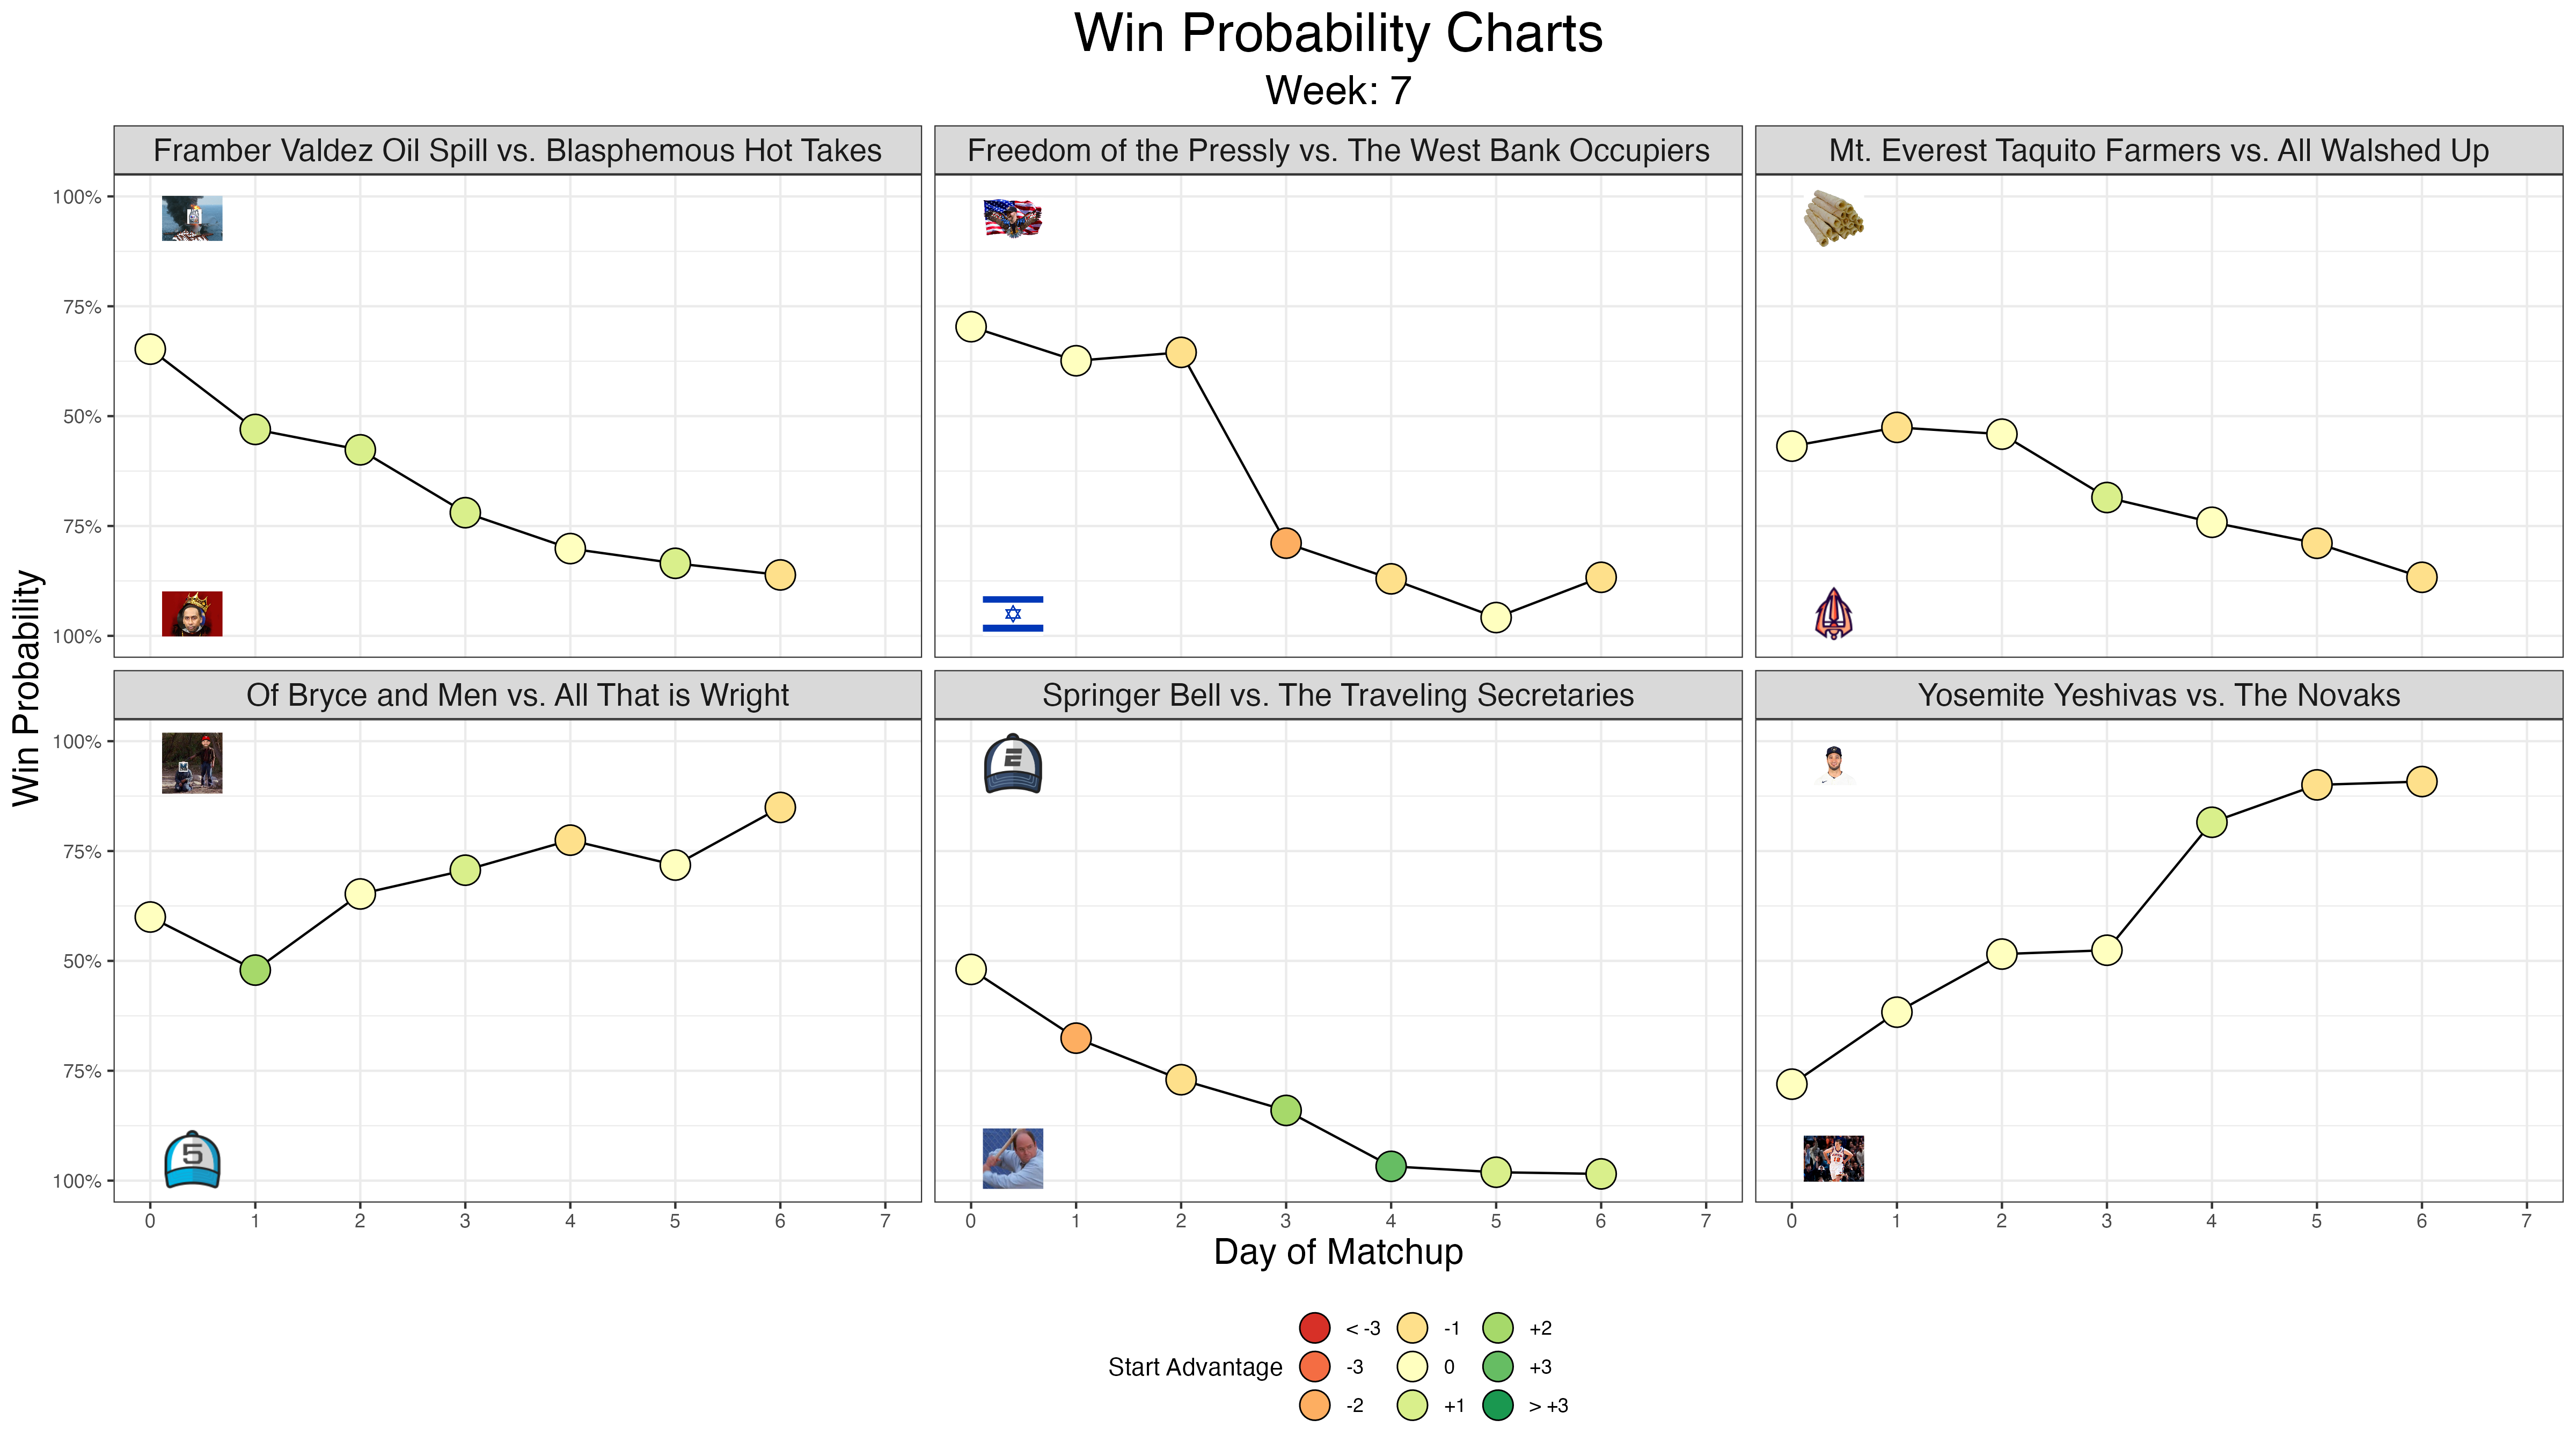 Win Probability Charts
Week: 7
Framber Valdez Oil Spill vs. Blasphemous Hot Takes
Freedom of the Pressly vs. The West Bank Occupiers
Mt. Everest Taquito Farmers vs. All Walshed Up
100%
75%
50%
75%
100%
Of Bryce and Men vs. All That is Wright
Springer Bell vs. The Traveling Secretaries
Yosemite Yeshivas vs. The Novaks
100%
75%
50%
75%
100%
E
5
Win Probability
0 1 2 3 4 5 6 7
0 1 2 3 4 5 6 7
0 1 2 3 4 5 6 7
Day of Matchup
Start Advantage
< -3
-3
-2
-1
0
+1
+2
+3
> +3